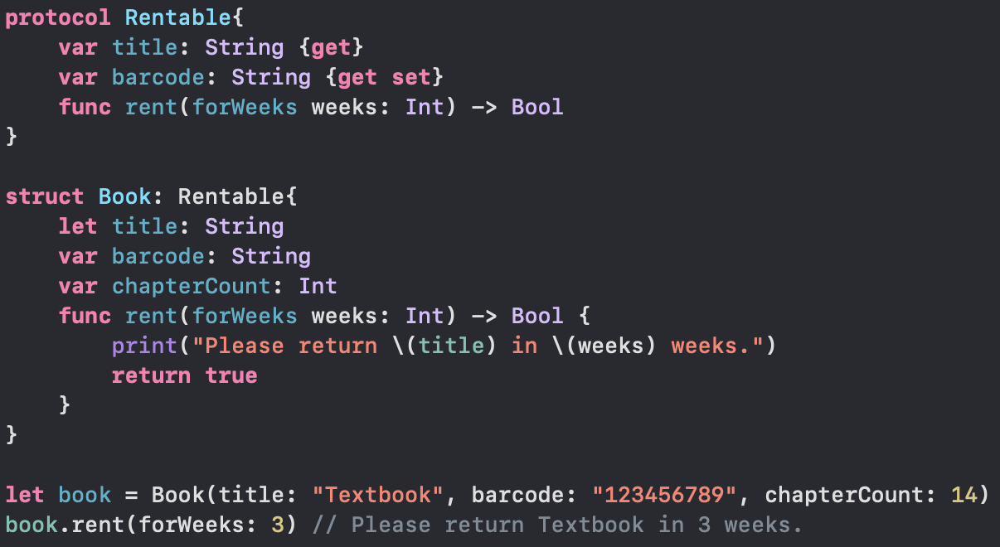 protocol Rentable{
    var title: String {get}
    var barcode: String {get set}
    func rent(forWeeks weeks: Int) -> Bool
}

struct Book: Rentable{
    let title: String
    var barcode: String
    var chapterCount: Int
    func rent(forWeeks weeks: Int) -> Bool {
        print("Please return \(title) in \(weeks) weeks.")
        return true
    }
}

let book = Book(title: "Textbook", barcode: "123456789", chapterCount: 14)
book.rent(forWeeks: 3) // Please return Textbook in 3 weeks.